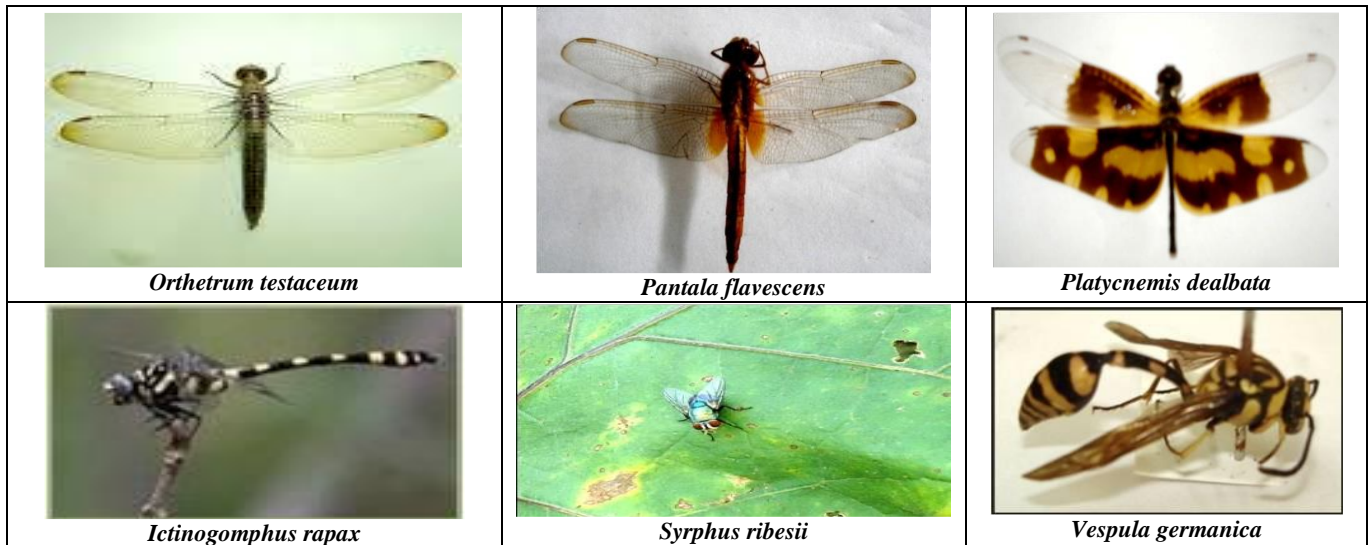 Orthetrum testaceum
Pantala flavescens
Platycnemis dealbata
Ictinogomphus rapax
Syrphus ribesii
Vespula germanica